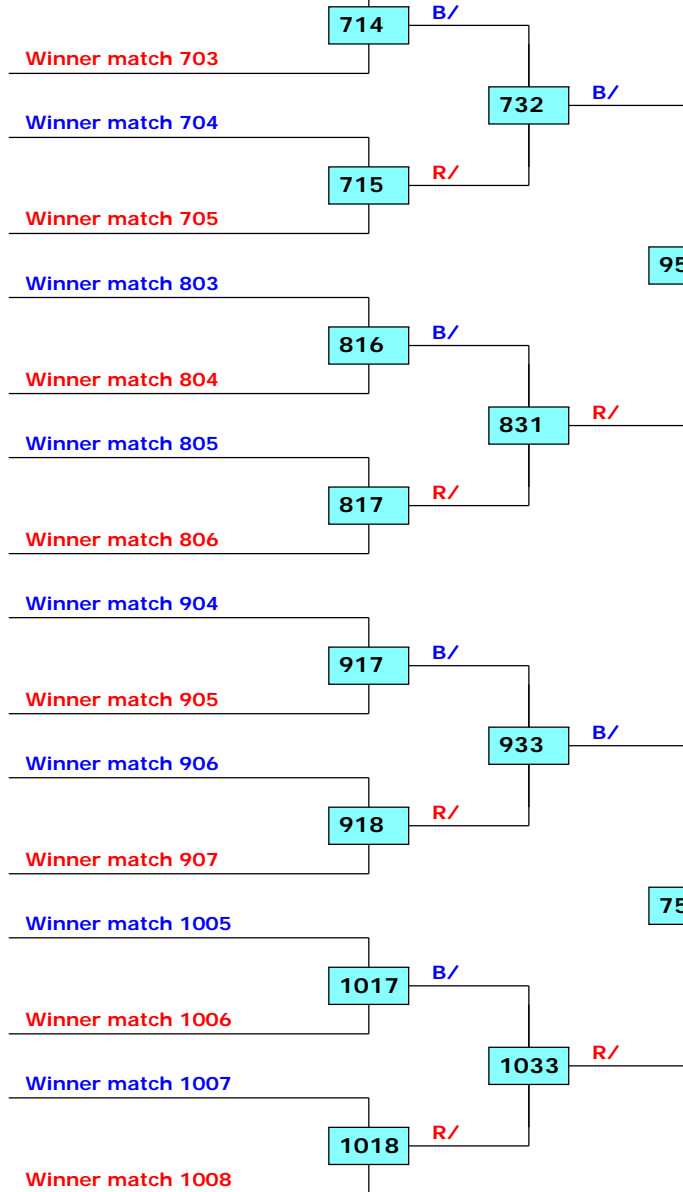 B/
714
Winner match 703
B/
732
Winner match 704
R/
715
Winner match 705
95
Winner match 803
B/
816
Winner match 804
R/
831
Winner match 805
R/
817
Winner match 806
Winner match 904
B/
917
Winner match 905
B/
933
Winner match 906
R/
918
Winner match 907
75
Winner match 1005
B/
1017
Winner match 1006
R/
1033
Winner match 1007
R/
1018
Winner match 1008